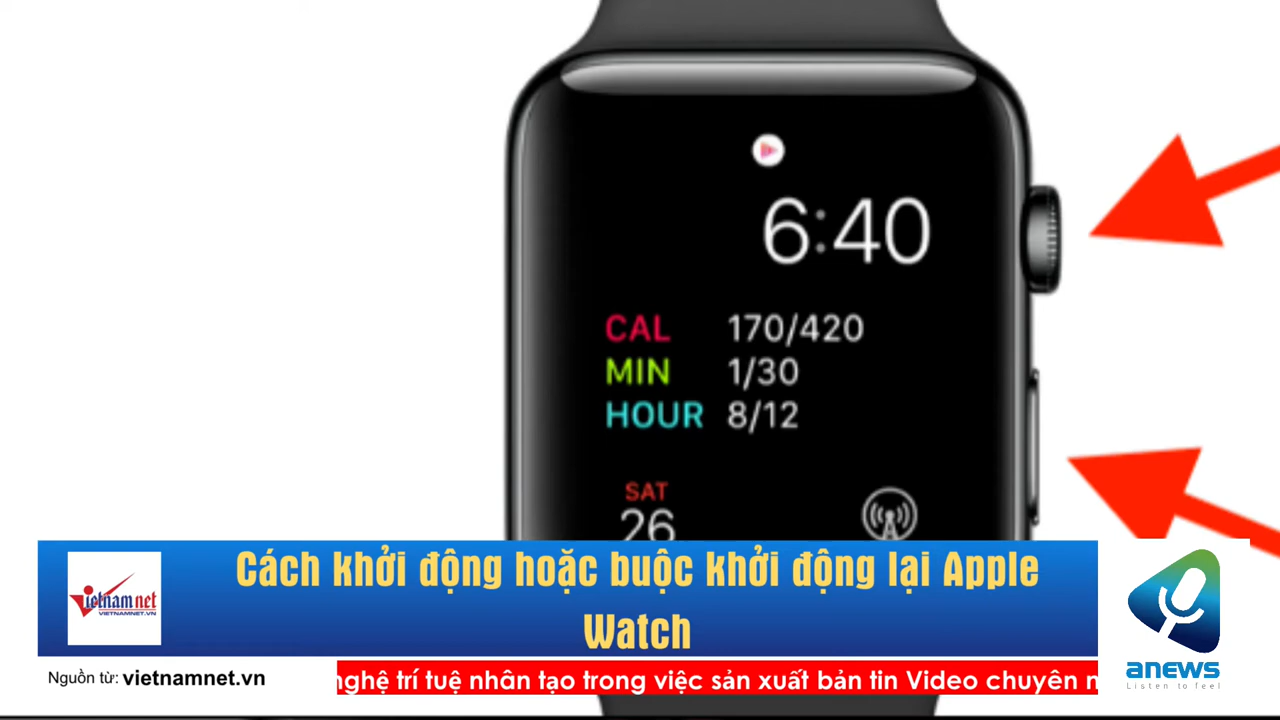 6:40
CAL 170/420
MIN 1/30
HOUR 8/12
SAT
26
Cách khởi động hoặc buộc khởi động lại Apple
Watch
Vietnamnet
VIETNAMNET.VN
anews
Listen to feel
Nguồn từ: vietnamnet.vn
nghệ trí tuệ nhân tạo trong việc sản xuất bản tin Video chuyên